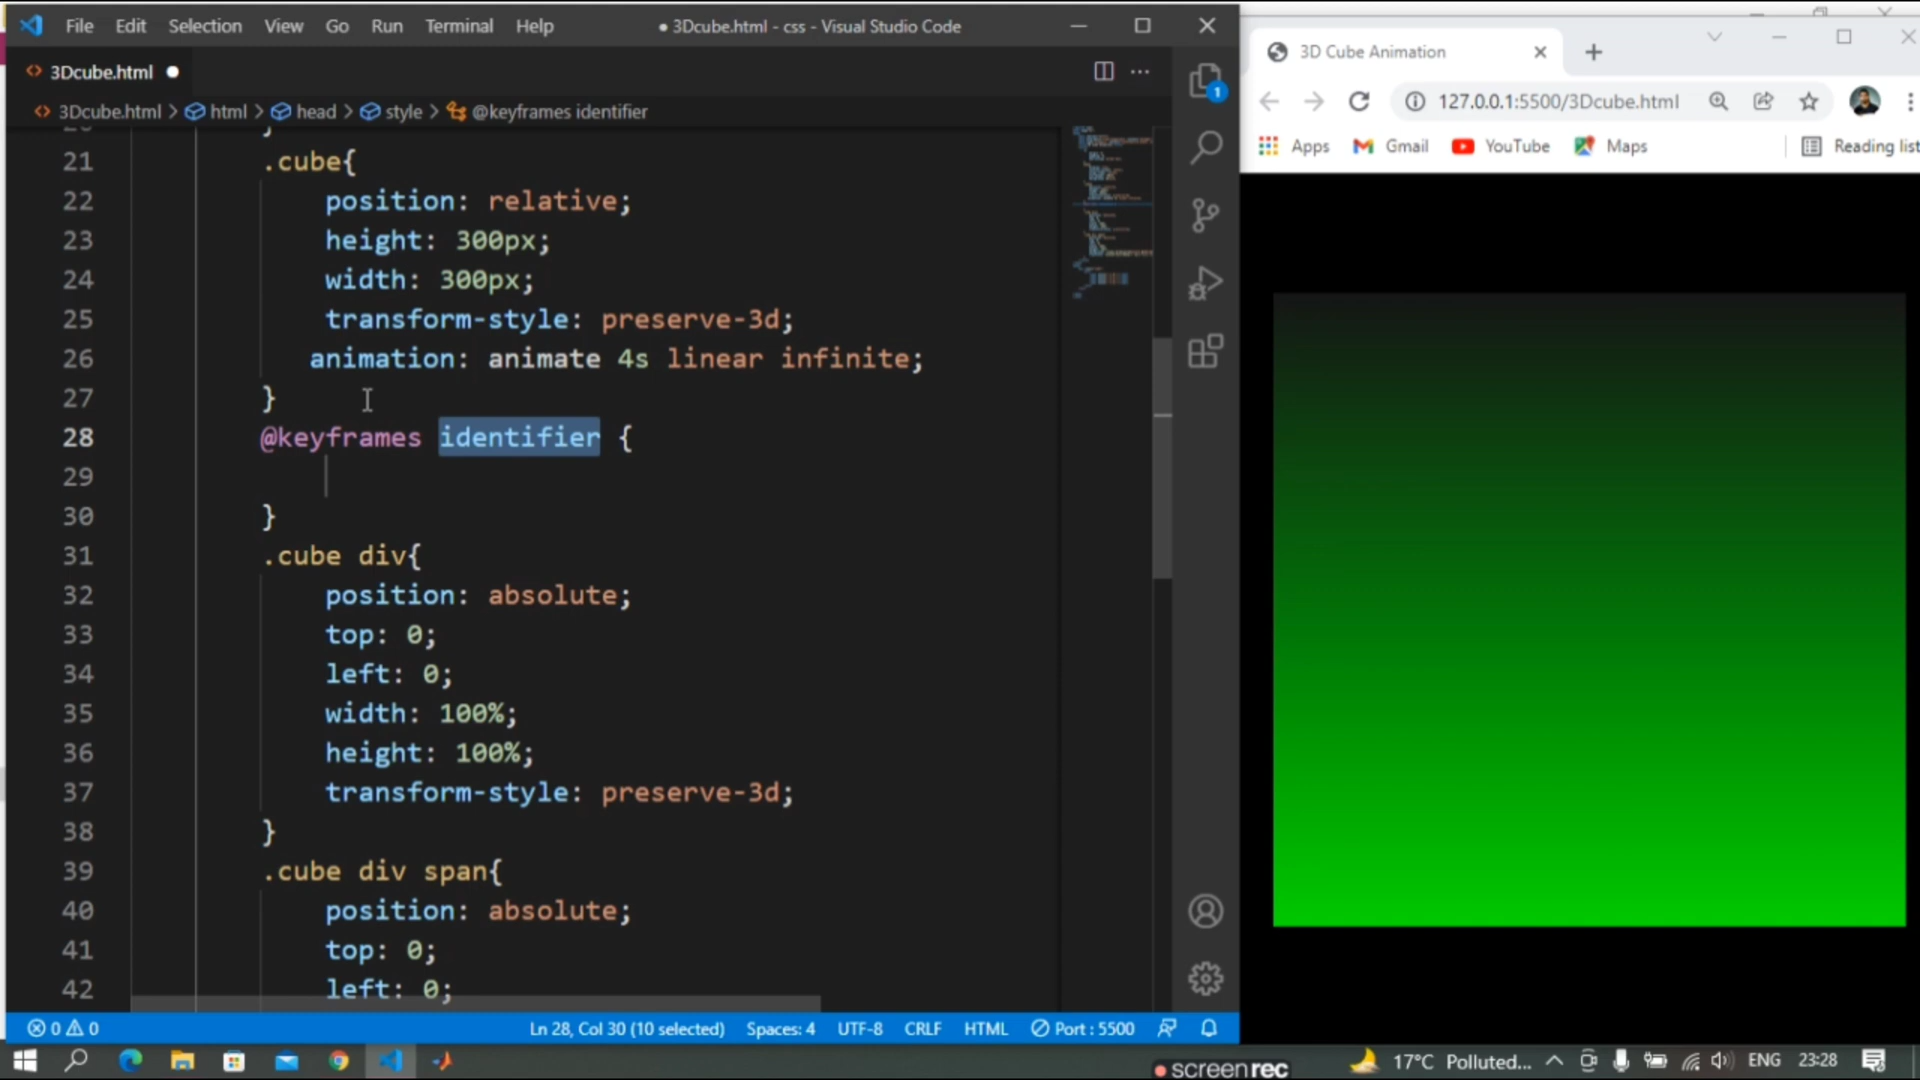 File Edit Selection View Go Run Terminal Help ● 3Dcube.html - css - Visual Studio Code
3Dcube.html ●
3Dcube.html > html > head > style > @keyframes identifier
21 .cube{
22 position: relative;
23 height: 300px;
24 width: 300px;
25 transform-style: preserve-3d;
26 animation: animate 4s linear infinite;
27 }
28 @keyframes identifier {
29
30 }
31 .cube div{
32 position: absolute;
33 top: 0;
34 left: 0;
35 width: 100%;
36 height: 100%;
37 transform-style: preserve-3d;
38 }
39 .cube div span{
40 position: absolute;
41 top: 0;
42 left: 0;
1
0 0 Ln 28, Col 30 (10 selected) Spaces: 4 UTF-8 CRLF HTML Port : 5500
3D Cube Animation
127.0.0.1:5500/3Dcube.html
Apps Gmail YouTube Maps Reading list
screenrec
17°C Polluted... ENG 23:28